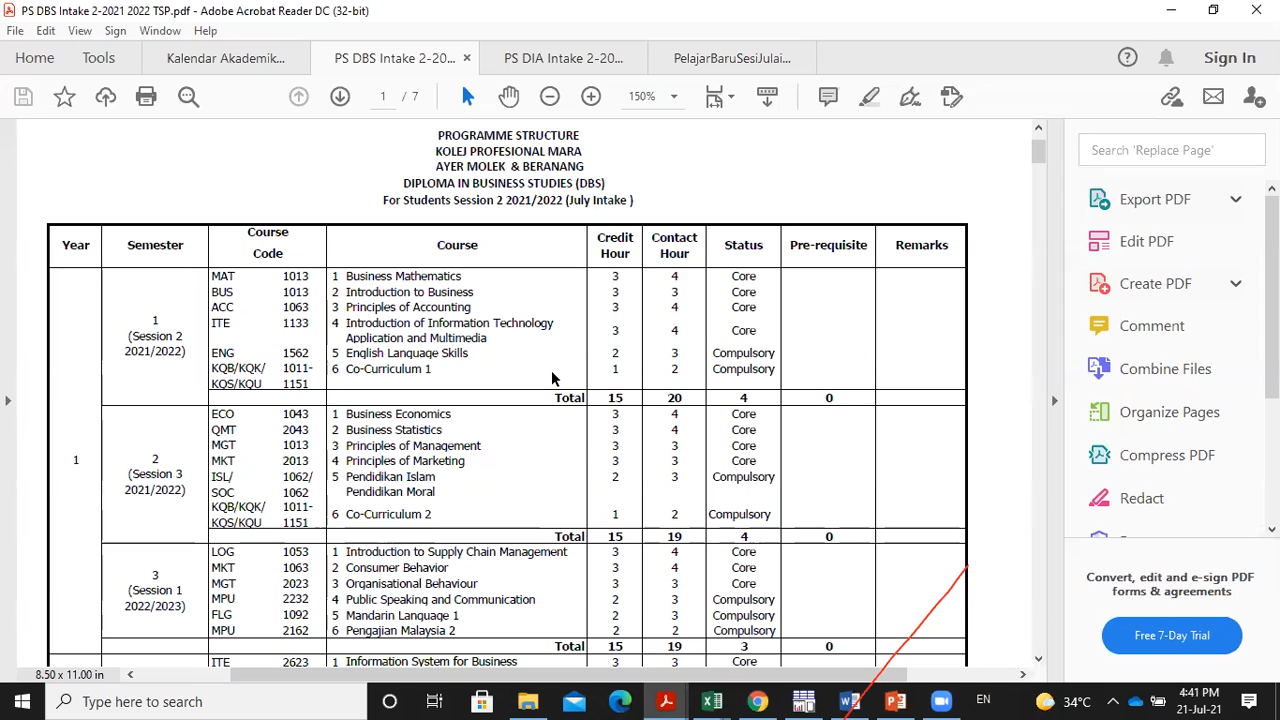 PS DBS Intake 2-2021 2022 TSP.pdf - Adobe Acrobat Reader DC (32-bit)
File Edit View Sign Window Help
Home Tools Kalendar Akademik... PS DBS Intake 2-20... × PS DIA Intake 2-20... PelajarBaruSesiJulai... Sign In
1 / 7 150%
PROGRAMME STRUCTURE
KOLEJ PROFESIONAL MARA
AYER MOLEK & BERANANG
DIPLOMA IN BUSINESS STUDIES (DBS)
For Students Session 2 2021/2022 (July Intake )
Year Semester Course Code Course Credit Hour Contact Hour Status Pre-requisite Remarks
1
1 (Session 2 2021/2022)
MAT 1013 1 Business Mathematics 3 4 Core
BUS 1013 2 Introduction to Business 3 3 Core
ACC 1063 3 Principles of Accounting 3 4 Core
ITE 1133 4 Introduction of Information Technology Application and Multimedia 3 4 Core
ENG 1562 5 English Language Skills 2 3 Compulsory
KQB/KQK/ KQS/KQU 1011- 1151 6 Co-Curriculum 1 1 2 Compulsory
Total 15 20 4 0
2 (Session 3 2021/2022)
ECO 1043 1 Business Economics 3 4 Core
QMT 2043 2 Business Statistics 3 4 Core
MGT 1013 3 Principles of Management 3 3 Core
MKT 2013 4 Principles of Marketing 3 3 Core
ISL/ 1062/ 5 Pendidikan Islam 2 3 Compulsory
SOC 1062 Pendidikan Moral
KQB/KQK/ KQS/KQU 1011- 1151 6 Co-Curriculum 2 1 2 Compulsory
Total 15 19 4 0
3 (Session 1 2022/2023)
LOG 1053 1 Introduction to Supply Chain Management 3 4 Core
MKT 1063 2 Consumer Behavior 3 4 Core
MGT 2023 3 Organisational Behaviour 3 3 Core
MPU 2232 4 Public Speaking and Communication 2 3 Compulsory
FLG 1092 5 Mandarin Language 1 2 3 Compulsory
MPU 2162 6 Pengajian Malaysia 2 2 2 Compulsory
Total 15 19 3 0
ITE 2623 1 Information System for Business 3 3 Core
8.50 x 11.00 in
Search 'Replace Page'
Export PDF
Edit PDF
Create PDF
Comment
Combine Files
Organize Pages
Compress PDF
Redact
Convert, edit and e-sign PDF
forms & agreements
Free 7-Day Trial
Type here to search
EN 34°C
4:41 PM
21-Jul-21